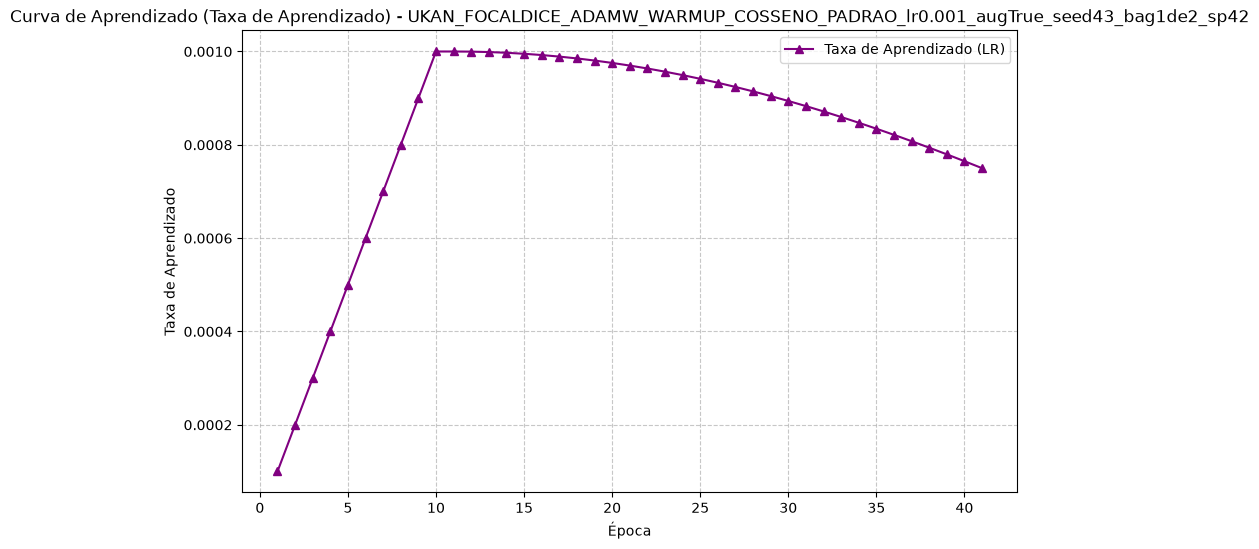 Curva de Aprendizado (Taxa de Aprendizado) - UKAN_FOCALDICE_ADAMW_WARMUP_COSSENO_PADRAO_lr0.001_augTrue_seed43_bag1de2_sp42
Taxa de Aprendizado (LR)
0.0010
0.0008
0.0006
0.0004
0.0002
Taxa de Aprendizado
0 5 10 15 20 25 30 35 40
Época